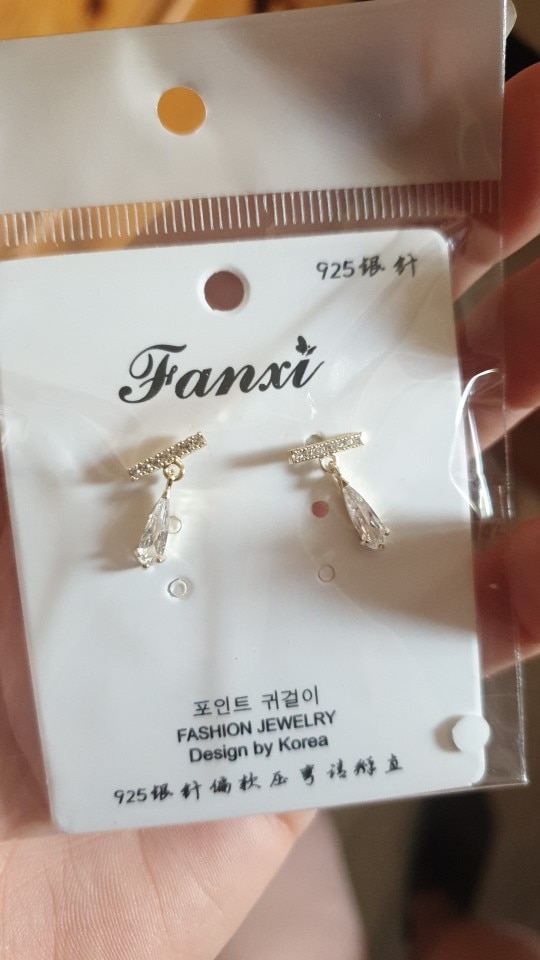 925银针
Fanxi
포인트 귀걸이
FASHION JEWELRY
Design by Korea
925银针偏软压弯请掰直